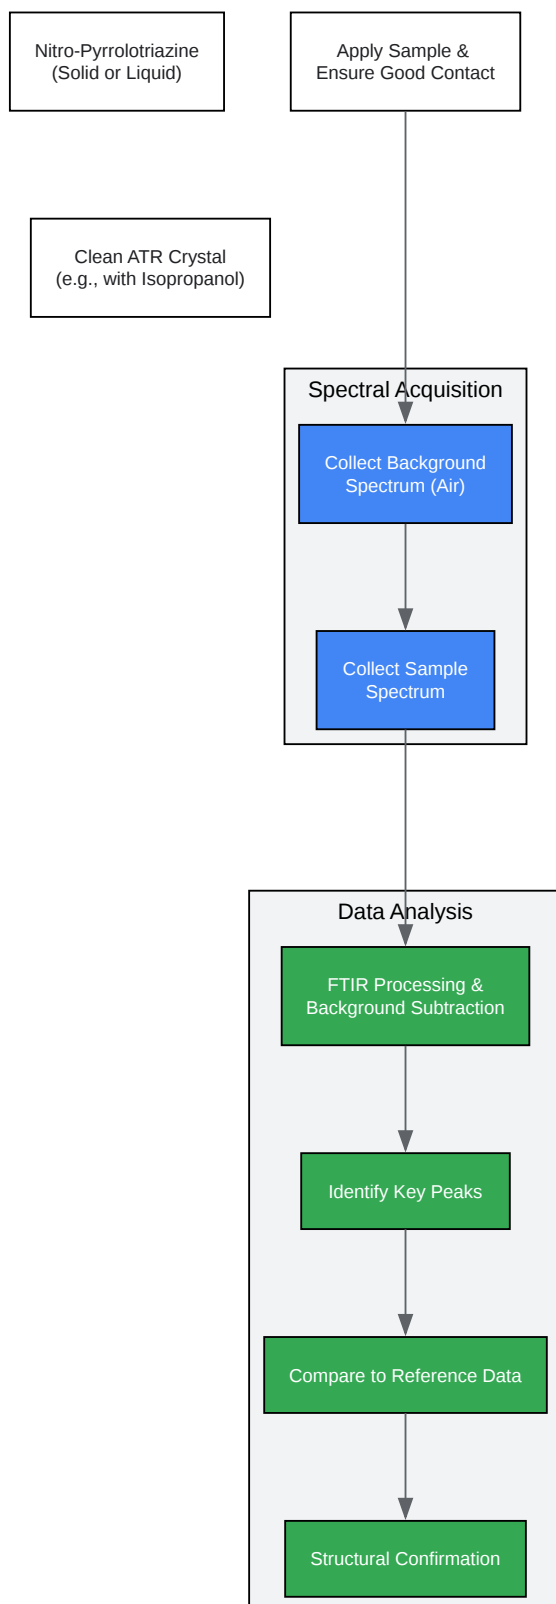 Nitro-Pyrrolotriazine
(Solid or Liquid)
Apply Sample &
Ensure Good Contact
Clean ATR Crystal
(e.g., with Isopropanol)
Spectral Acquisition
Collect Background
Spectrum (Air)
Collect Sample
Spectrum
Data Analysis
FTIR Processing &
Background Subtraction
Identify Key Peaks
Compare to Reference Data
Structural Confirmation